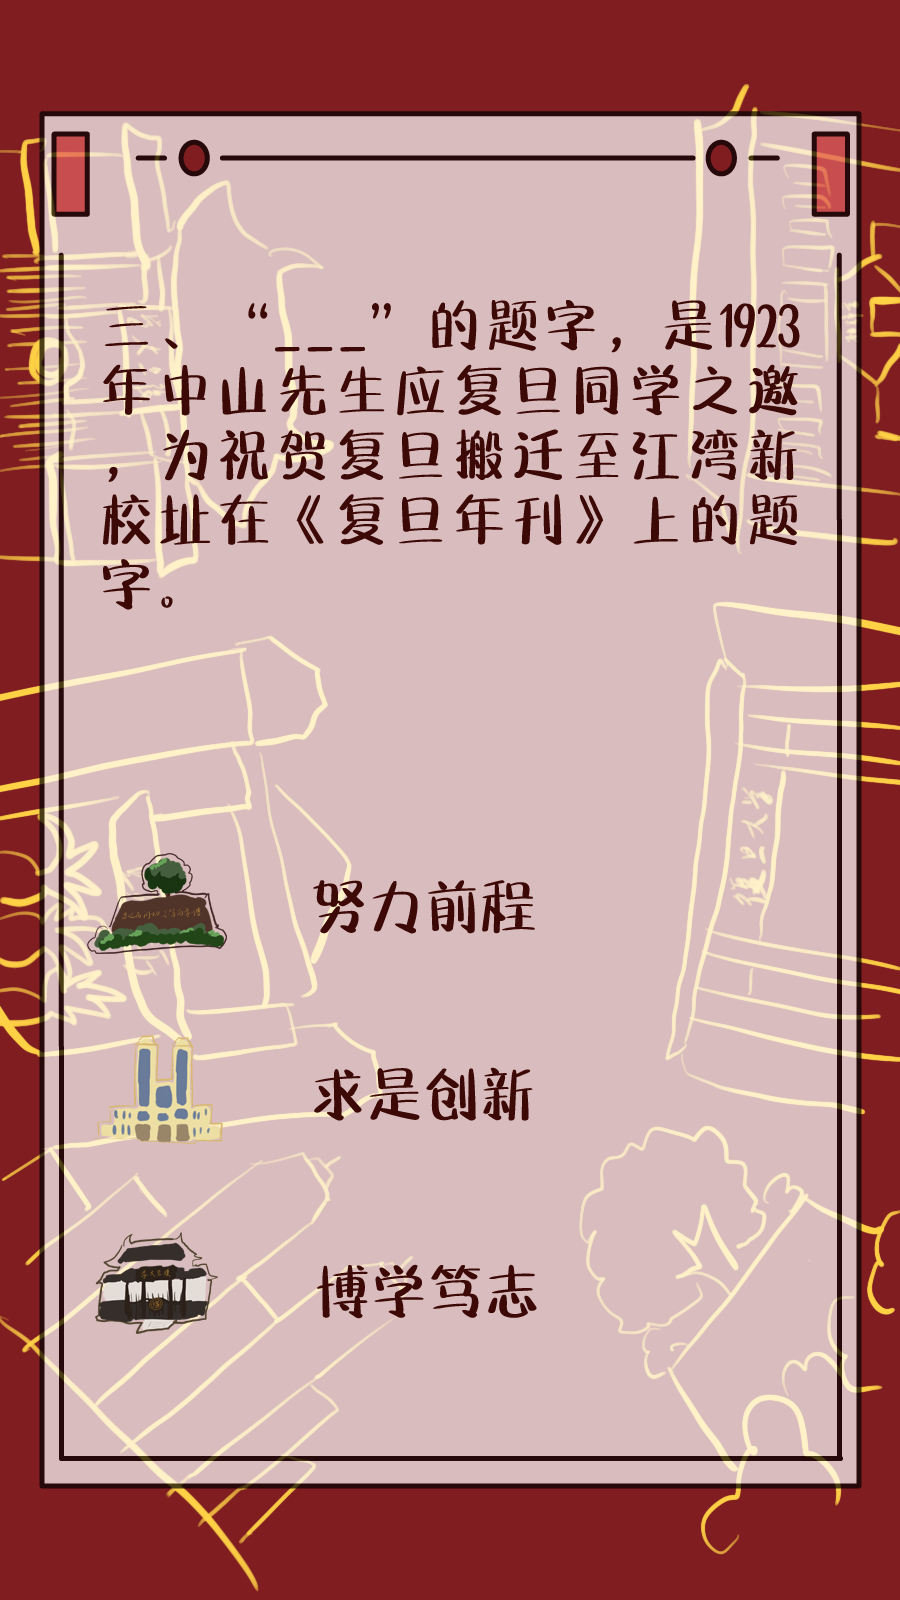 三、“___”的题字，是1923
年中山先生应复旦同学之邀
，为祝贺复旦搬迁至江湾新
校址在《复旦年刊》上的题
字。
努力前程
求是创新
博学笃志